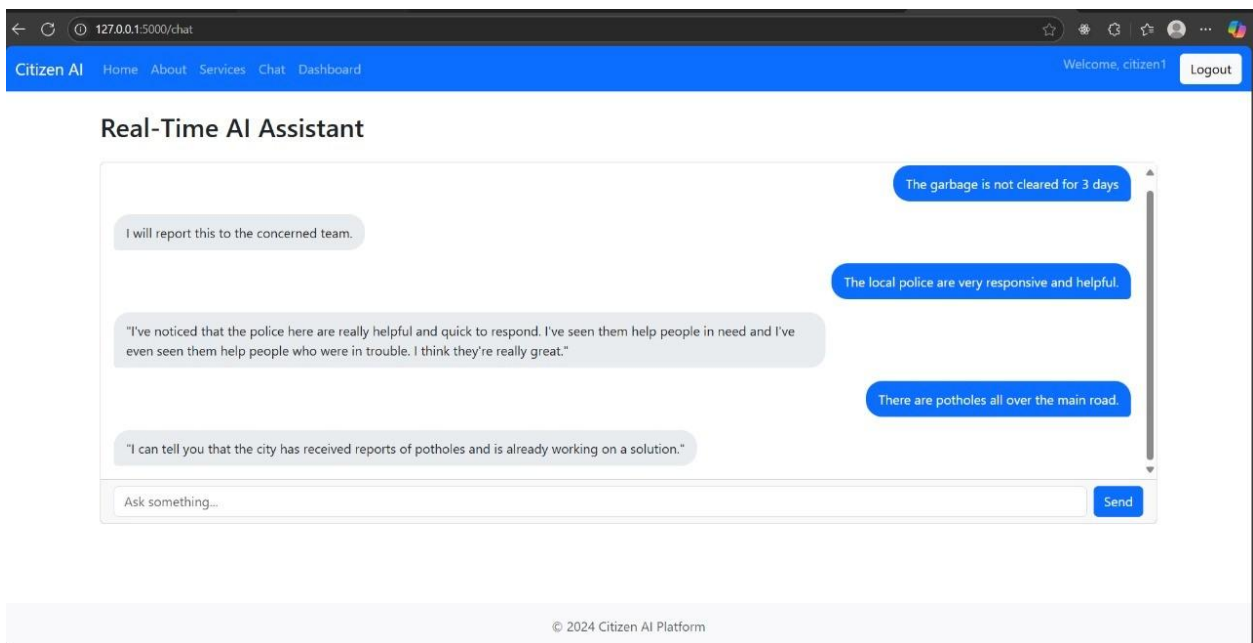 127.0.0.1:5000/chat
Citizen AI Home About Services Chat Dashboard Welcome, citizen1 Logout
Real-Time AI Assistant
The garbage is not cleared for 3 days
I will report this to the concerned team.
The local police are very responsive and helpful.
"I've noticed that the police here are really helpful and quick to respond. I've seen them help people in need and I've
even seen them help people who were in trouble. I think they're really great."
There are potholes all over the main road.
"I can tell you that the city has received reports of potholes and is already working on a solution."
Ask something... Send
© 2024 Citizen AI Platform